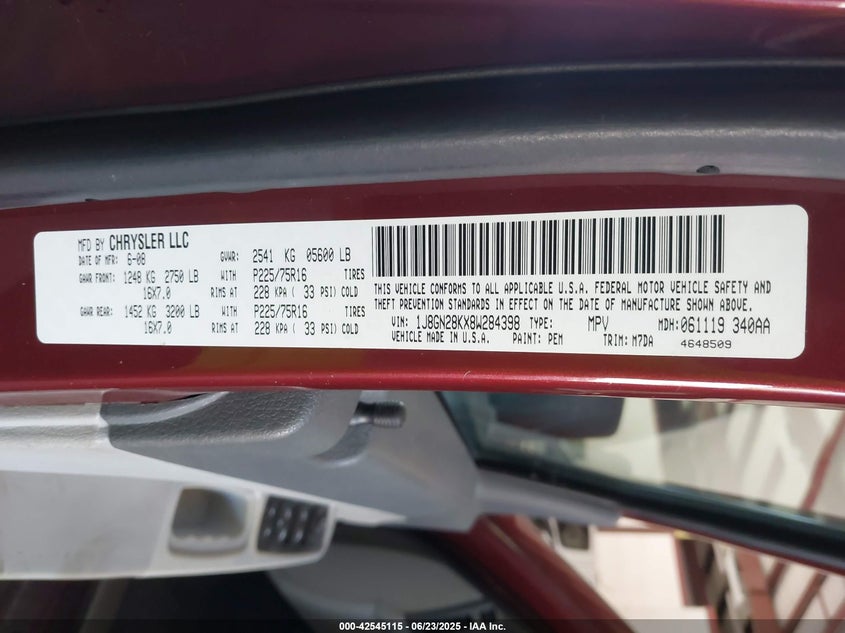 MFD BY CHRYSLER LLC
DATE OF MFR: 6-08 GVWR: 2541 KG 05600 LB
GAWR FRONT: 1248 KG 2750 LB WITH P225/75R16 TIRES
16X7.0 RIMS AT 228 KPA ( 33 PSI) COLD
GAWR REAR: 1452 KG 3200 LB WITH P225/75R16 TIRES
16X7.0 RIMS AT 228 KPA ( 33 PSI) COLD
THIS VEHICLE CONFORMS TO ALL APPLICABLE U.S.A. FEDERAL MOTOR VEHICLE SAFETY AND
THEFT PREVENTION STANDARDS IN EFFECT ON THE DATE OF MANUFACTURE SHOWN ABOVE.
VIN: 1J8GN28KX8W284398 TYPE: MPV MDH: 061119 340AA
VEHICLE MADE IN U.S.A. PAINT: PEM TRIM: M7DA 4648509
000-42545115 - 06/23/2025 - IAA Inc.